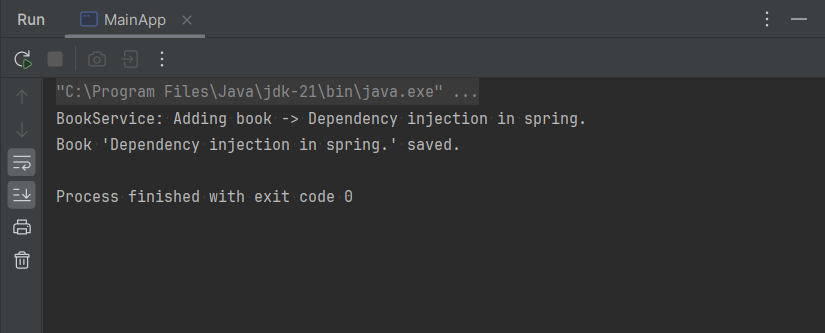 Run
MainApp
"C:\Program Files\Java\jdk-21\bin\java.exe" ...
BookService: Adding book -> Dependency injection in spring.
Book 'Dependency injection in spring.' saved.
Process finished with exit code 0